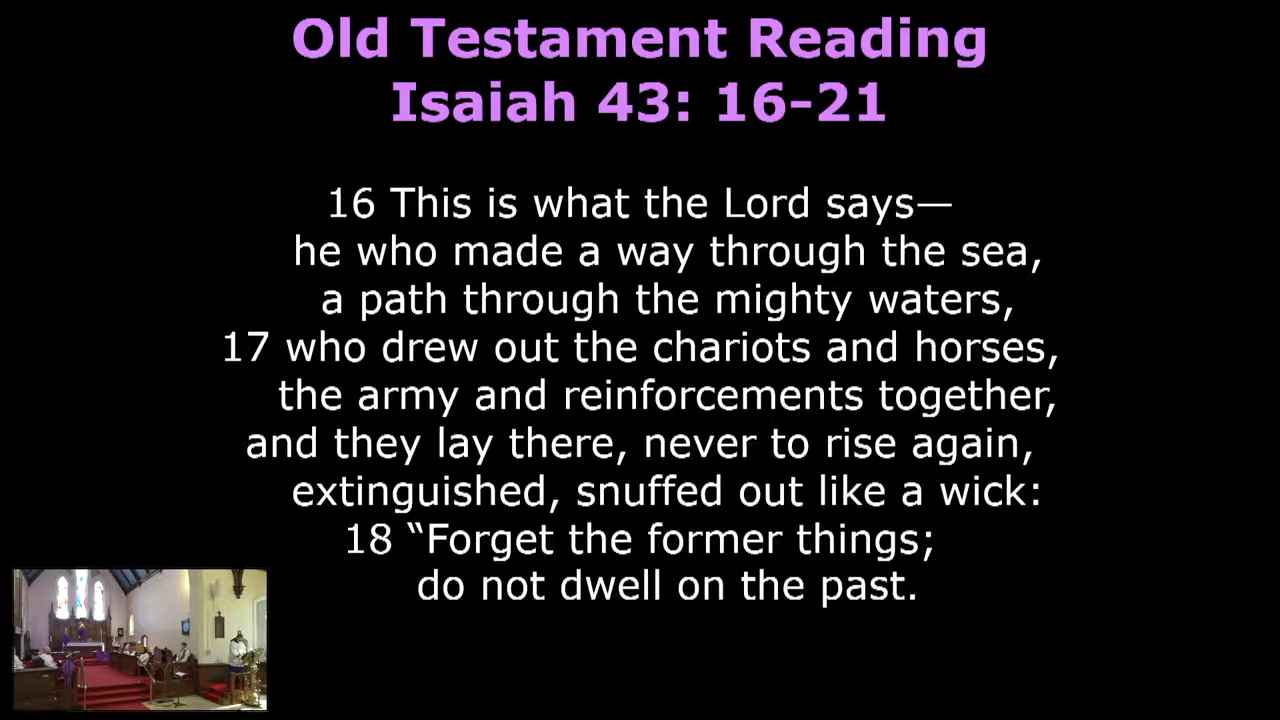 Old Testament Reading
Isaiah 43: 16-21
16 This is what the Lord says—
he who made a way through the sea,
a path through the mighty waters,
17 who drew out the chariots and horses,
the army and reinforcements together,
and they lay there, never to rise again,
extinguished, snuffed out like a wick:
18 “Forget the former things;
do not dwell on the past.